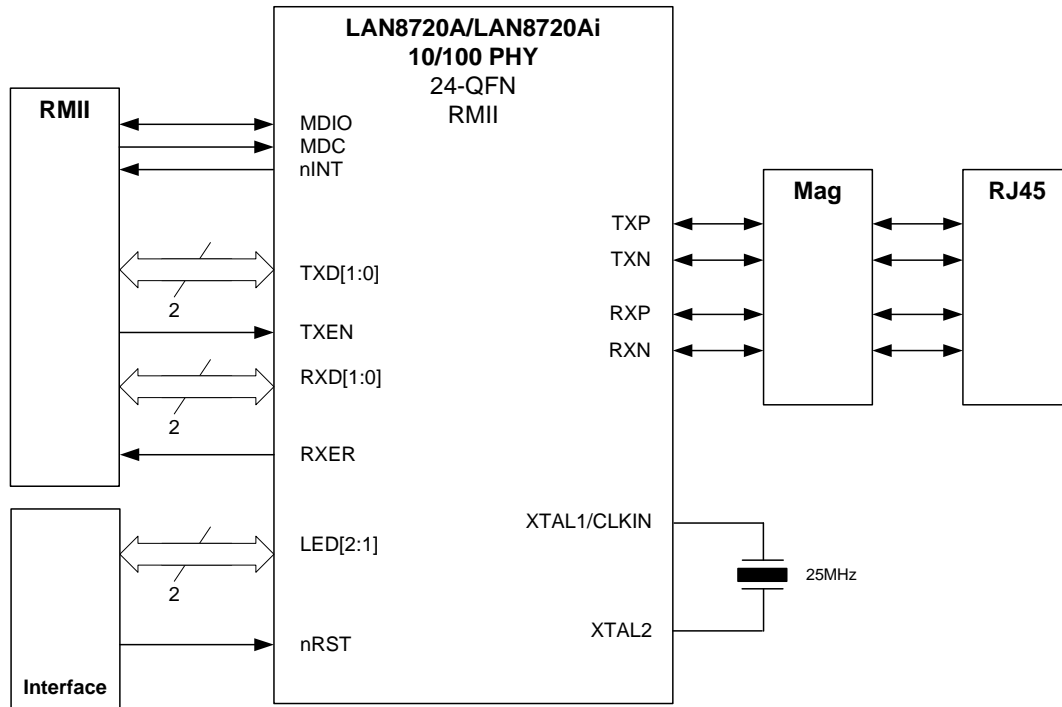 LAN8720A/LAN8720Ai
10/100 PHY
24-QFN
RMII
RMII
MDIO
MDC
nINT
TXD[1:0]
2
TXEN
RXD[1:0]
2
RXER
LED[2:1]
2
nRST
Interface
TXP
TXN
RXP
RXN
Mag
RJ45
XTAL1/CLKIN
25MHz
XTAL2